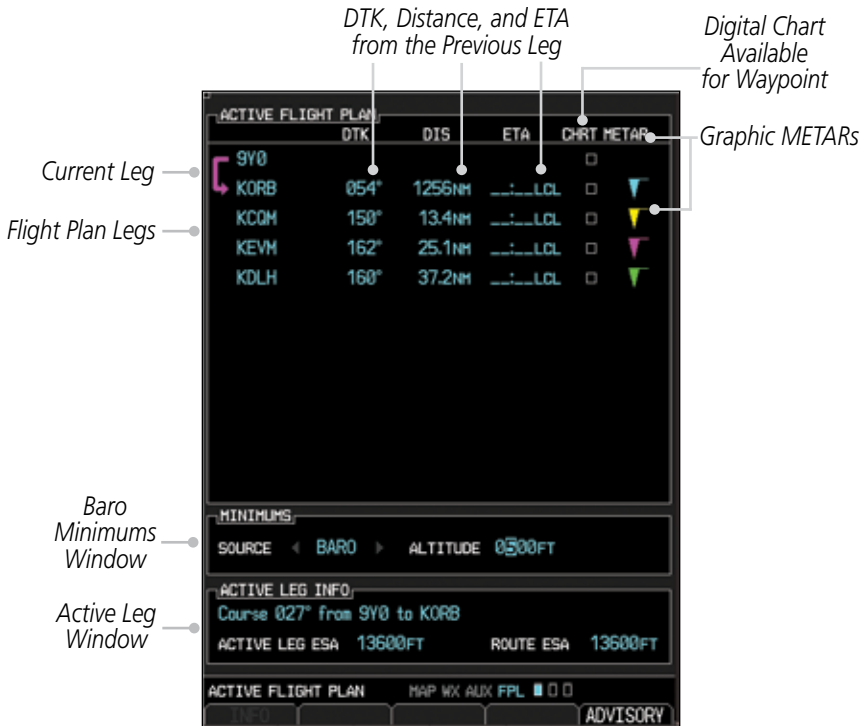 DTK, Distance, and ETA
from the Previous Leg
Digital Chart
Available
for Waypoint
Graphic METARs
Current Leg
Flight Plan Legs
ACTIVE FLIGHT PLAN
DTK DIS ETA CHRT METAR
9Y0
KORB 054° 1256NM __:__LCL
KCQM 150° 13.4NM __:__LCL
KEVM 162° 25.1NM __:__LCL
KDLH 160° 37.2NM __:__LCL
Baro
Minimums
Window
MINIMUMS
SOURCE BARO ALTITUDE 0500FT
Active Leg
Window
ACTIVE LEG INFO
Course 027° from 9Y0 to KORB
ACTIVE LEG ESA 13600FT ROUTE ESA 13600FT
ACTIVE FLIGHT PLAN MAP WX AUX FPL
INFO ADVISORY